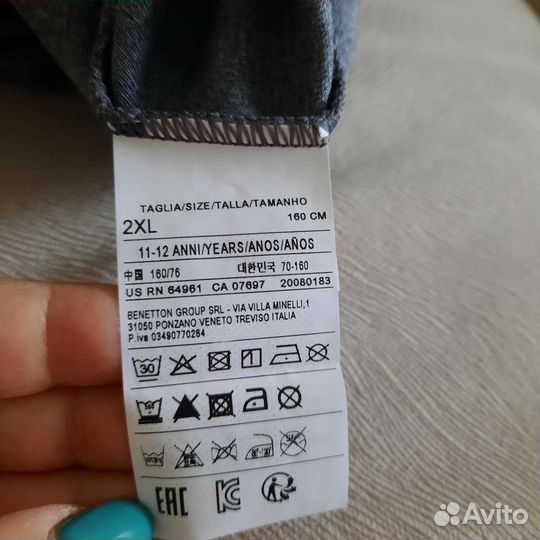 TAGLIA/SIZE/TALLA/TAMANHO
2XL 160 CM
11-12 ANNI/YEARS/ANOS/AÑOS
中国 160/76 대한민국 70-160
US RN 64961 CA 07697 20080183
BENETTON GROUP SRL - VIA VILLA MINELLI,1
31050 PONZANO VENETO TREVISO ITALIA
P.iva 03490770264
30
EAC KC
Avito